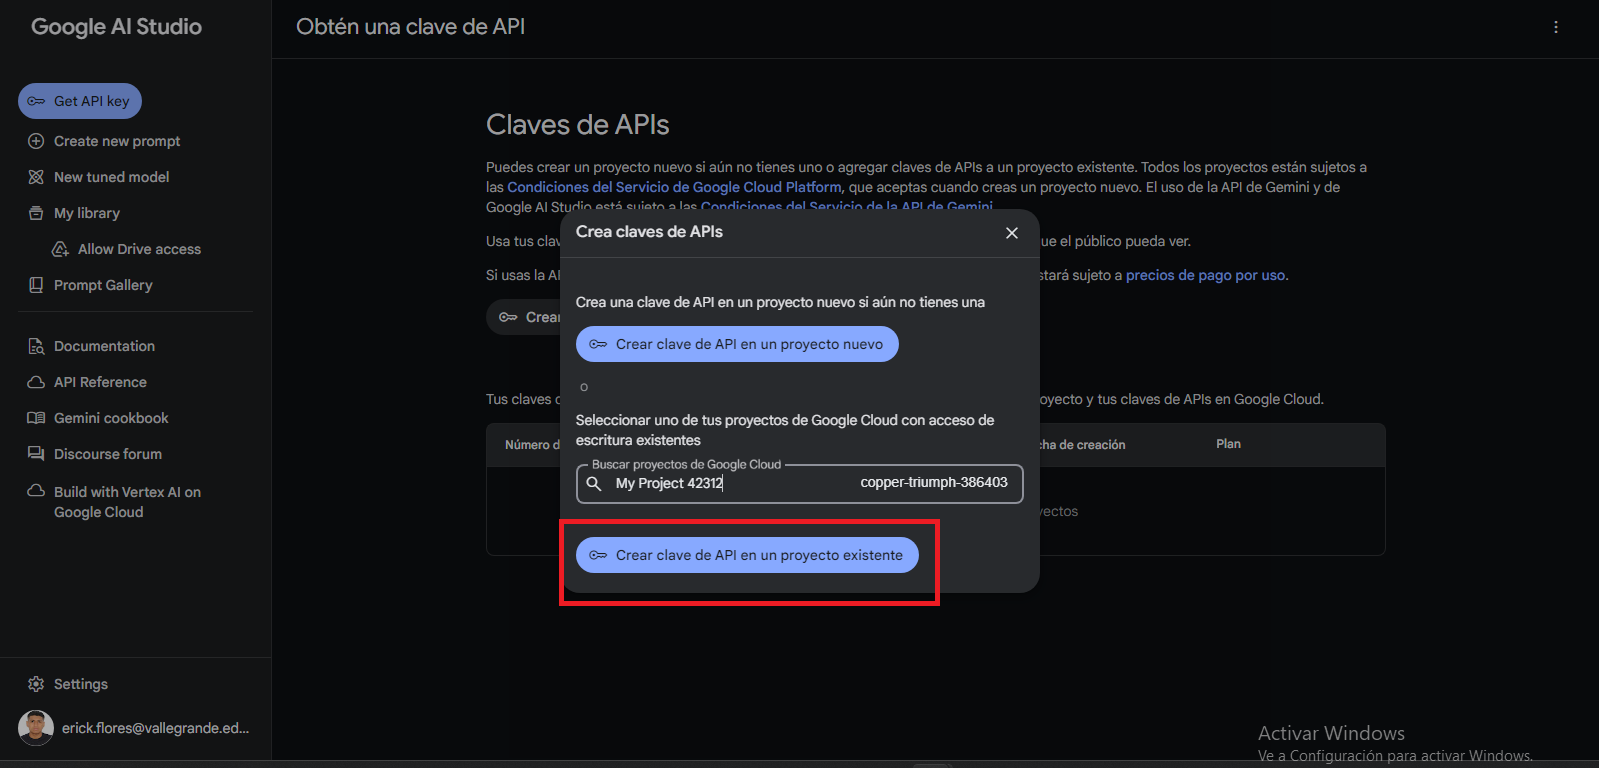 Google AI Studio
Get API key
Create new prompt
New tuned model
My library
Allow Drive access
Prompt Gallery
Documentation
API Reference
Gemini cookbook
Discourse forum
Build with Vertex AI on
Google Cloud
Settings
erick.flores@vallegrande.ed...
Obtén una clave de API
Claves de APIs
Puedes crear un proyecto nuevo si aún no tienes uno o agregar claves de APIs a un proyecto existente. Todos los proyectos están sujetos a
las Condiciones del Servicio de Google Cloud Platform, que aceptas cuando creas un proyecto nuevo. El uso de la API de Gemini y de
Google AI Studio está sujeto a las Condiciones del Servicio de la API de Gemini.
Usa tus clav ue el público pueda ver.
Si usas la AI stará sujeto a precios de pago por uso.
Crear
Tus claves oyecto y tus claves de APIs en Google Cloud.
Número d cha de creación Plan
yectos
Crea claves de APIs
Crea una clave de API en un proyecto nuevo si aún no tienes una
Crear clave de API en un proyecto nuevo
o
Seleccionar uno de tus proyectos de Google Cloud con acceso de
escritura existentes
Buscar proyectos de Google Cloud
My Project 42312 copper-triumph-386403
Crear clave de API en un proyecto existente
Activar Windows
Ve a Configuración para activar Windows.